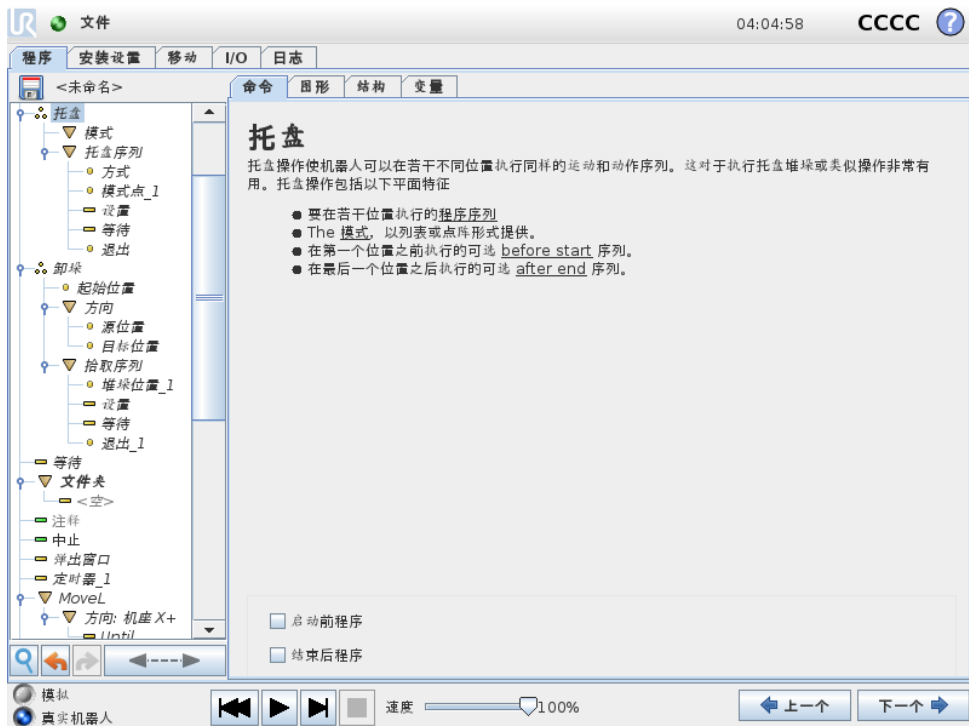 UR 文件 04:04:58 CCCC ?
程序 安装设置 移动 I/O 日志
<未命名>
命令 图形 结构 变量
托盘
模式
托盘序列
方式
模式点_1
设置
等待
退出
卸垛
起始位置
方向
源位置
目标位置
拾取序列
堆垛位置_1
设置
等待
退出_1
等待
文件夹
<空>
注释
中止
弹出窗口
定时器_1
MoveL
方向: 机座 X+
Until
托盘
托盘操作使机器人可以在若干不同位置执行同样的运动和动作序列。这对于执行托盘堆垛或类似操作非常有
用。托盘操作包括以下平面特征
● 要在若干位置执行的程序序列
● The 模式, 以列表或点阵形式提供。
● 在第一个位置之前执行的可选 before start 序列。
● 在最后一个位置之后执行的可选 after end 序列。
启动前程序
结束后程序
模拟
真实机器人
速度 100%
上一个 下一个